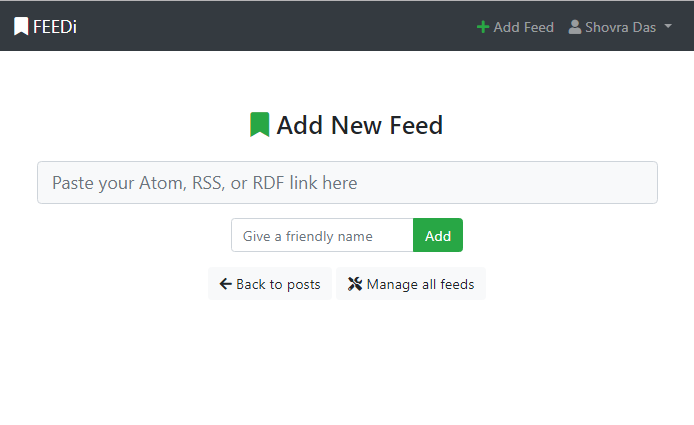 FEEDi
Add Feed
Shovra Das
Add New Feed
Paste your Atom, RSS, or RDF link here
Give a friendly name
Add
Back to posts
Manage all feeds